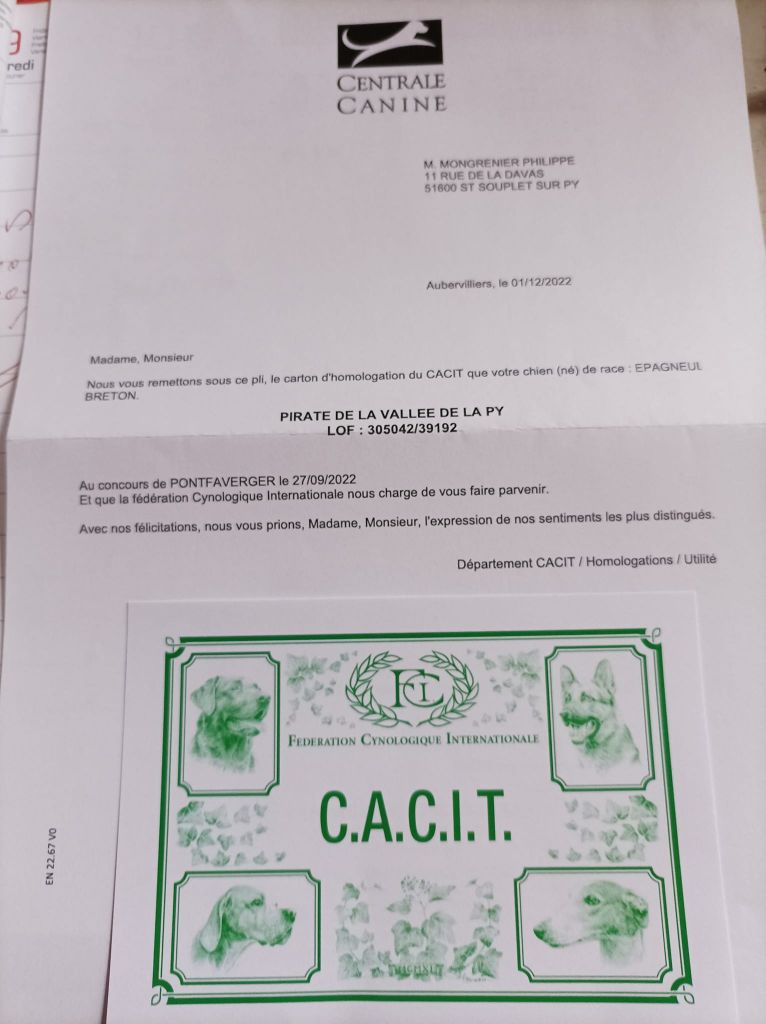 redi
CENTRALE
CANINE
M. MONGRENIER PHILIPPE
11 RUE DE LA DAVAS
51600 ST SOUPLET SUR PY
Aubervilliers, le 01/12/2022
Madame, Monsieur
Nous vous remettons sous ce pli, le carton d'homologation du CACIT que votre chien (né) de race : EPAGNEUL
BRETON.
PIRATE DE LA VALLEE DE LA PY
LOF : 305042/39192
Au concours de PONTFAVERGER le 27/09/2022
Et que la fédération Cynologique Internationale nous charge de vous faire parvenir.
Avec nos félicitations, nous vous prions, Madame, Monsieur, l'expression de nos sentiments les plus distingués.
Département CACIT / Homologations / Utilité
FCI
FEDERATION CYNOLOGIQUE INTERNATIONALE
C.A.C.I.T.
EN 22.67 V0